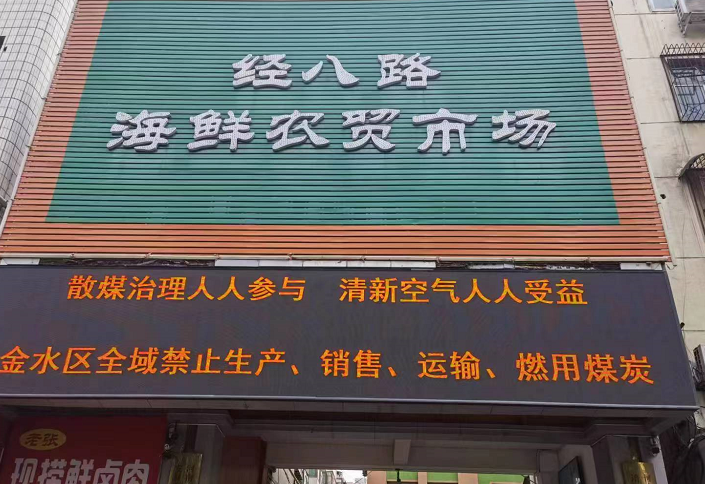 经八路
海鲜农贸市场
散煤治理人人参与 清新空气人人受益
金水区全域禁止生产、销售、运输、燃用煤炭
老张
现捞鲜卤肉